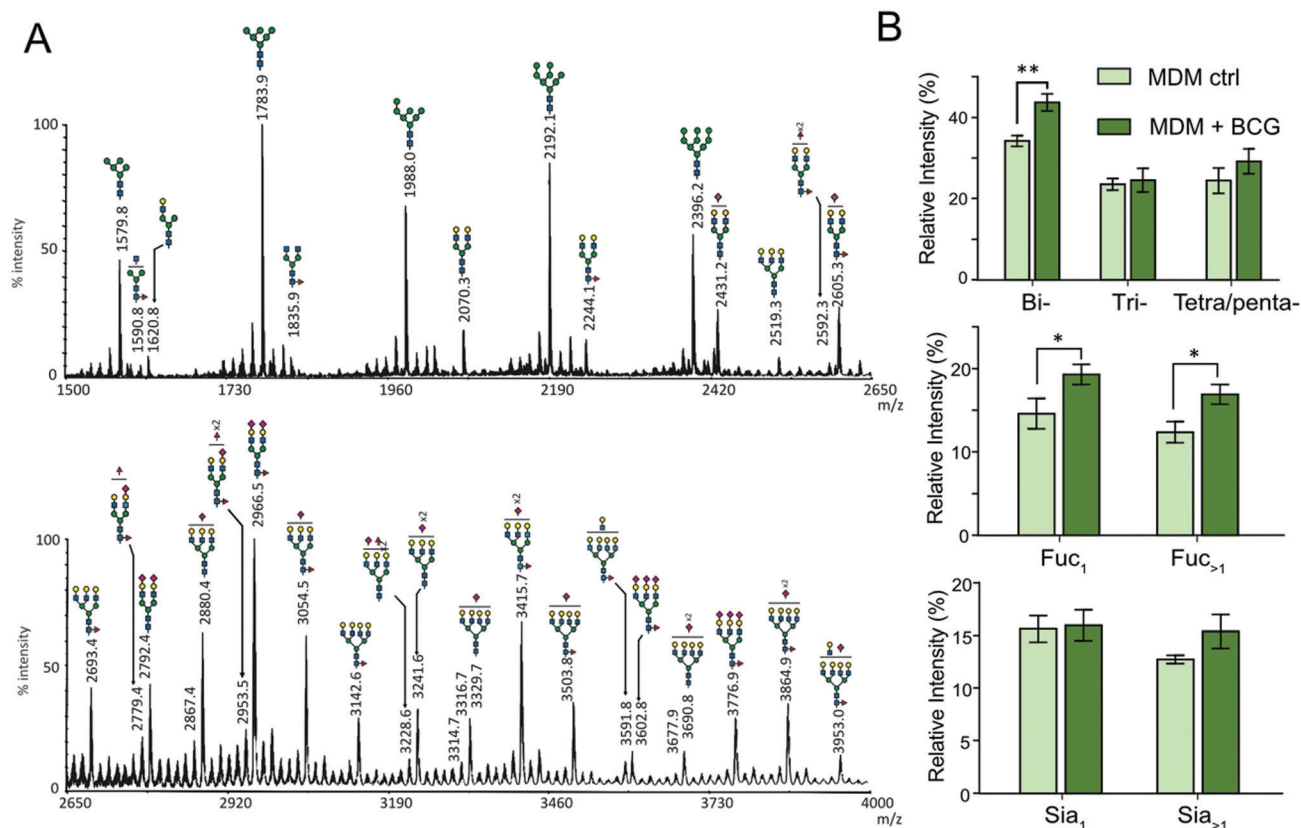 A
B
1579.8
1590.8
1620.8
1783.9
1835.9
1988.0
2070.3
2192.1
2244.1
2396.2
2431.2
2519.3
x2
2592.3
2605.3
% intensity
100
50
0
1500
1730
1960
2190
2420
2650
m/z
2693.4
2779.4
2792.4
2867.4
2880.4
x2
2953.5
2966.5
3054.5
3142.6
x2
3228.6
x2
3241.6
3314.7
3316.7
3329.7
x2
3415.7
3503.8
3591.8
3602.8
3677.9
x2
3690.8
3776.9
x2
3864.9
3953.0
% intensity
100
50
0
2650
2920
3190
3460
3730
4000
m/z
MDM ctrl
MDM + BCG
Relative Intensity (%)
40
20
0
**
Bi-
Tri-
Tetra/penta-
Relative Intensity (%)
20
10
0
*
*
Fuc₁
Fuc>₁
Relative Intensity (%)
20
15
10
5
0
Sia₁
Sia>₁